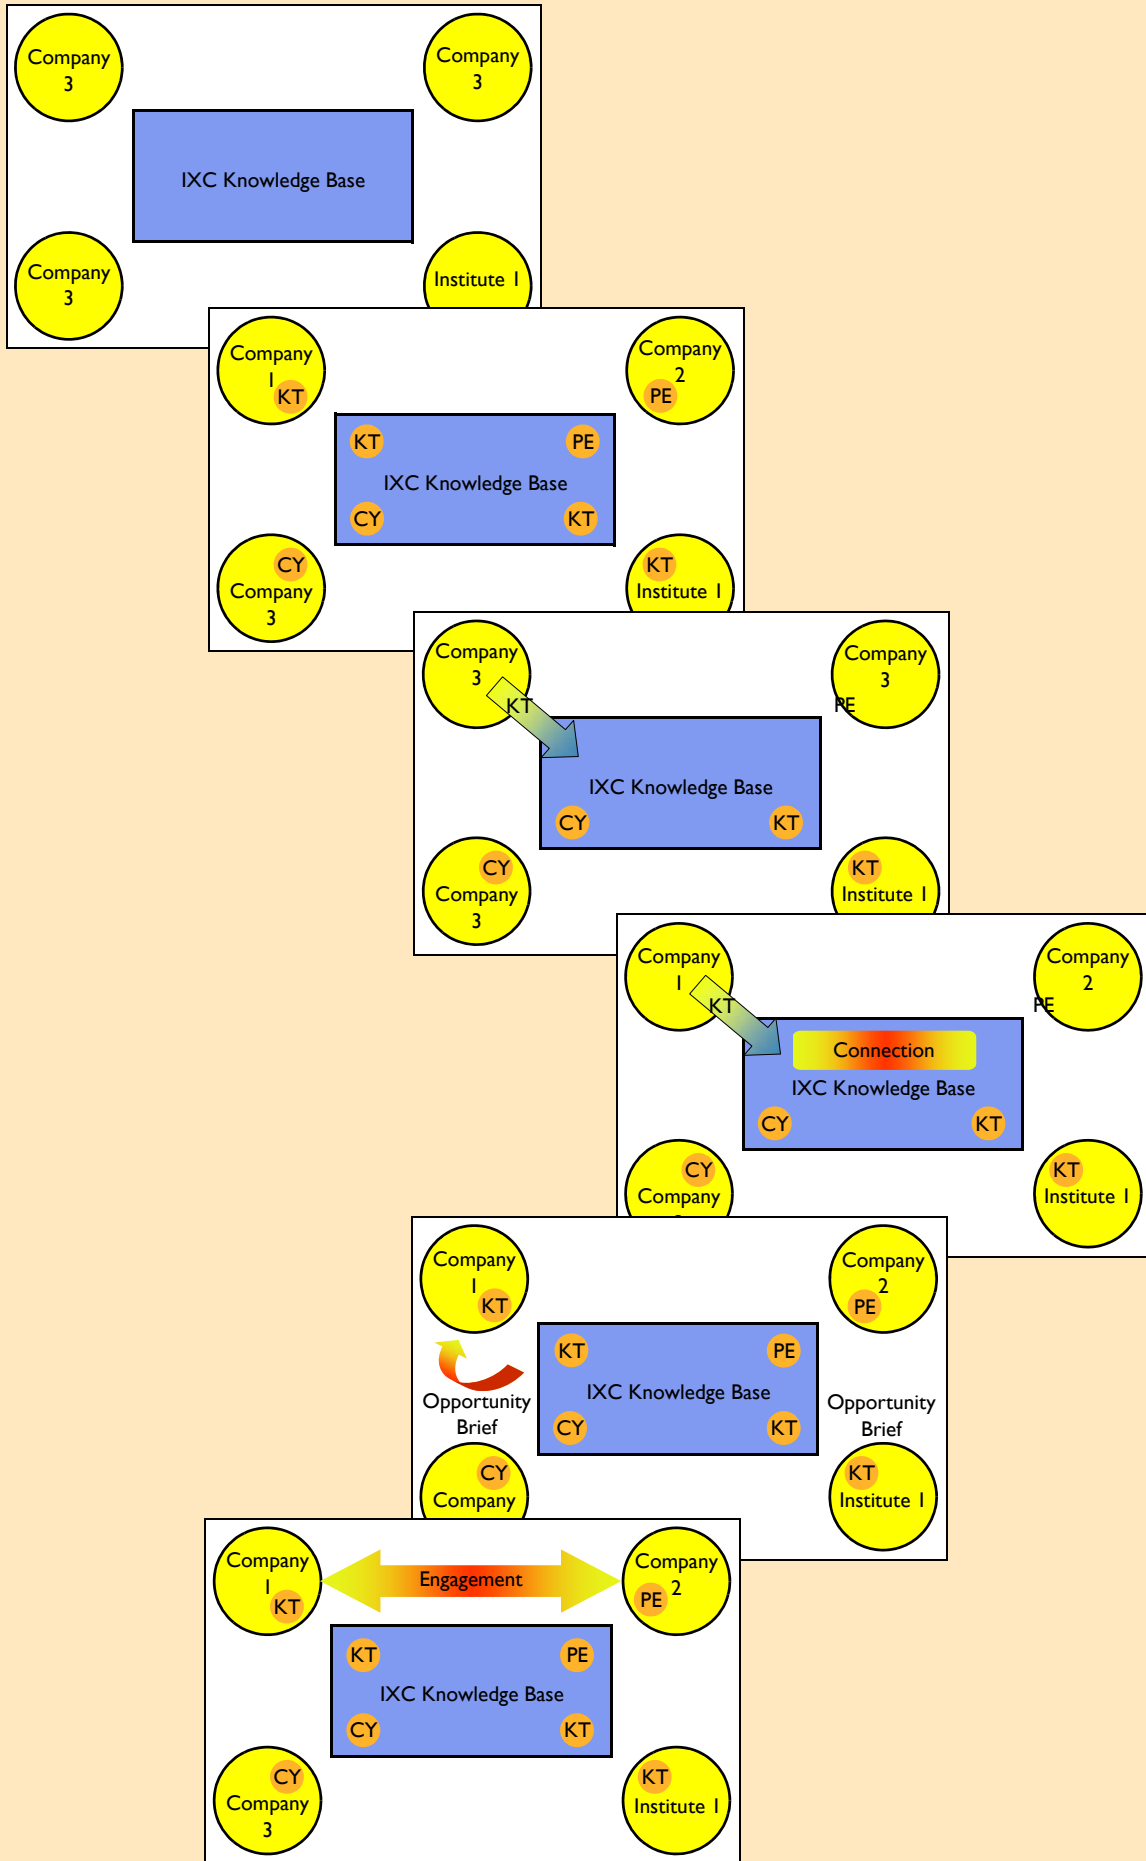 Company
3
Company
3
IXC Knowledge Base
Company
3
Institute 1
Company
1
KT
Company
2
PE
KT
PE
IXC Knowledge Base
CY
KT
CY
Company
3
KT
Institute 1
Company
3
KT
Company
3
PE
IXC Knowledge Base
CY
KT
CY
Company
3
KT
Institute 1
Company
1
KT
Company
2
PE
Connection
IXC Knowledge Base
CY
KT
CY
Company
KT
Institute 1
Company
1
KT
Company
2
PE
KT
PE
IXC Knowledge Base
CY
KT
Opportunity
Brief
Opportunity
Brief
CY
Company
KT
Institute 1
Company
1
KT
Engagement
Company
2
PE
KT
PE
IXC Knowledge Base
CY
KT
CY
Company
3
KT
Institute 1